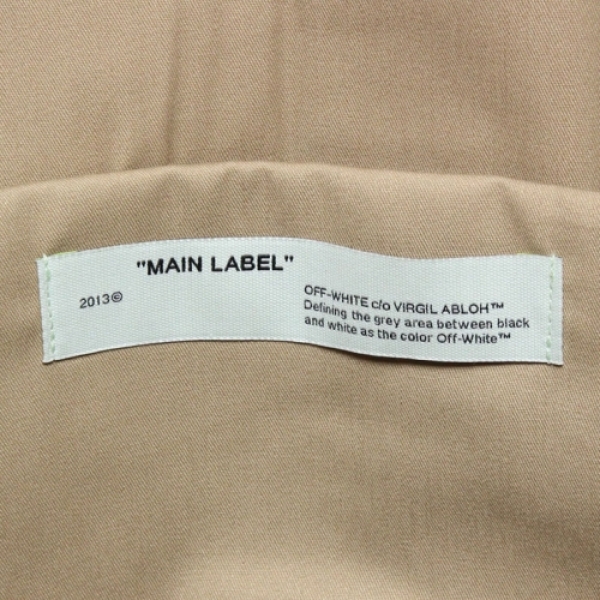 "MAIN LABEL"
2013©
OFF-WHITE c/o VIRGIL ABLOH™
Defining the grey area between black
and white as the color Off-White™